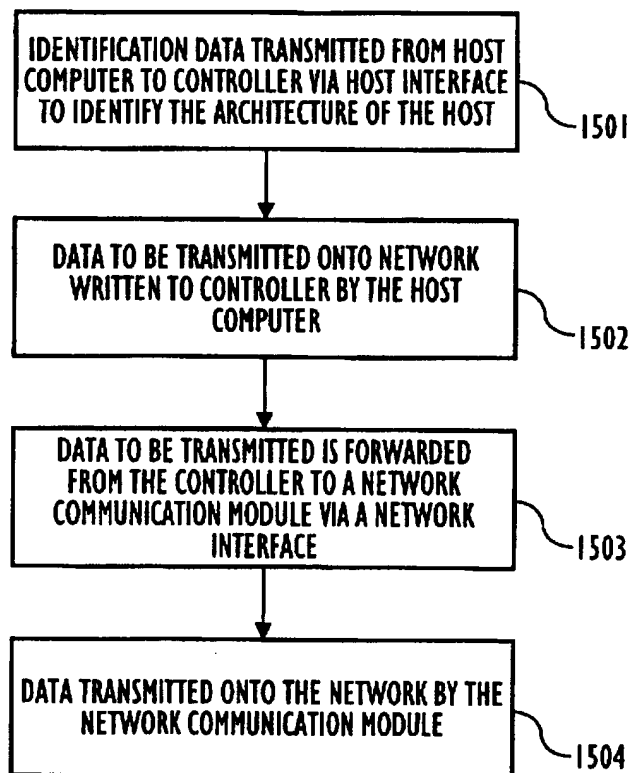 IDENTIFICATION DATA TRANSMITTED FROM HOST
COMPUTER TO CONTROLLER VIA HOST INTERFACE
TO IDENTIFY THE ARCHITECTURE OF THE HOST
1501
DATA TO BE TRANSMITTED ONTO NETWORK
WRITTEN TO CONTROLLER BY THE HOST
COMPUTER
1502
DATA TO BE TRANSMITTED IS FORWARDED
FROM THE CONTROLLER TO A NETWORK
COMMUNICATION MODULE VIA A NETWORK
INTERFACE
1503
DATA TRANSMITTED ONTO THE NETWORK BY THE
NETWORK COMMUNICATION MODULE
1504